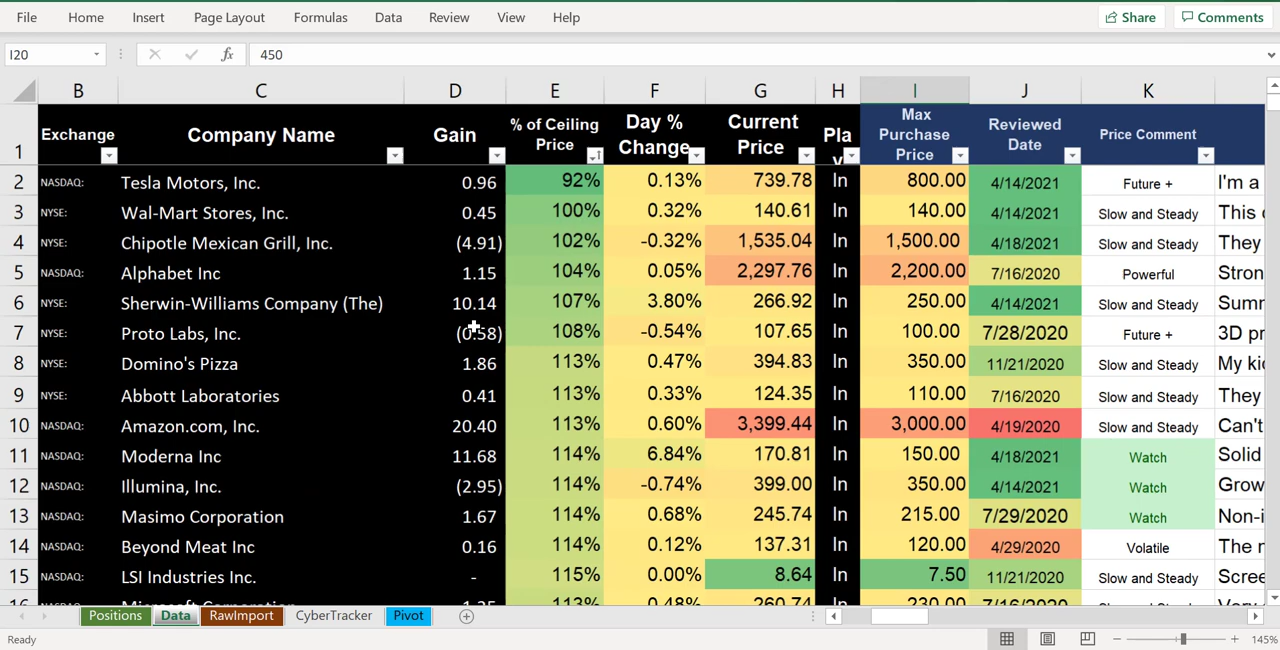 File Home Insert Page Layout Formulas Data Review View Help Share Comments
I20 fx 450
B C D E F G H I J K
1 Exchange Company Name Gain % of Ceiling Price Day % Change Current Price Play Max Purchase Price Reviewed Date Price Comment
2 NASDAQ: Tesla Motors, Inc. 0.96 92% 0.13% 739.78 In 800.00 4/14/2021 Future + I'm a
3 NYSE: Wal-Mart Stores, Inc. 0.45 100% 0.32% 140.61 In 140.00 4/14/2021 Slow and Steady This
4 NYSE: Chipotle Mexican Grill, Inc. (4.91) 102% -0.32% 1,535.04 In 1,500.00 4/18/2021 Slow and Steady They
5 NASDAQ: Alphabet Inc 1.15 104% 0.05% 2,297.76 In 2,200.00 7/16/2020 Powerful Stron
6 NYSE: Sherwin-Williams Company (The) 10.14 107% 3.80% 266.92 In 250.00 4/14/2021 Slow and Steady Sumr
7 NYSE: Proto Labs, Inc. (0.58) 108% -0.54% 107.65 In 100.00 7/28/2020 Future + 3D pr
8 NYSE: Domino's Pizza 1.86 113% 0.47% 394.83 In 350.00 11/21/2020 Slow and Steady My kid
9 NYSE: Abbott Laboratories 0.41 113% 0.33% 124.35 In 110.00 7/16/2020 Slow and Steady They
10 NASDAQ: Amazon.com, Inc. 20.40 113% 0.60% 3,399.44 In 3,000.00 4/19/2020 Slow and Steady Can't
11 NASDAQ: Moderna Inc 11.68 114% 6.84% 170.81 In 150.00 4/18/2021 Watch Solid
12 NASDAQ: Illumina, Inc. (2.95) 114% -0.74% 399.00 In 350.00 4/14/2021 Watch Grow
13 NASDAQ: Masimo Corporation 1.67 114% 0.68% 245.74 In 215.00 7/29/2020 Watch Non-i
14 NASDAQ: Beyond Meat Inc 0.16 114% 0.12% 137.31 In 120.00 4/29/2020 Volatile The r
15 NASDAQ: LSI Industries Inc. - 115% 0.00% 8.64 In 7.50 11/21/2020 Slow and Steady Scree
Positions Data RawImport CyberTracker Pivot
Ready 145%